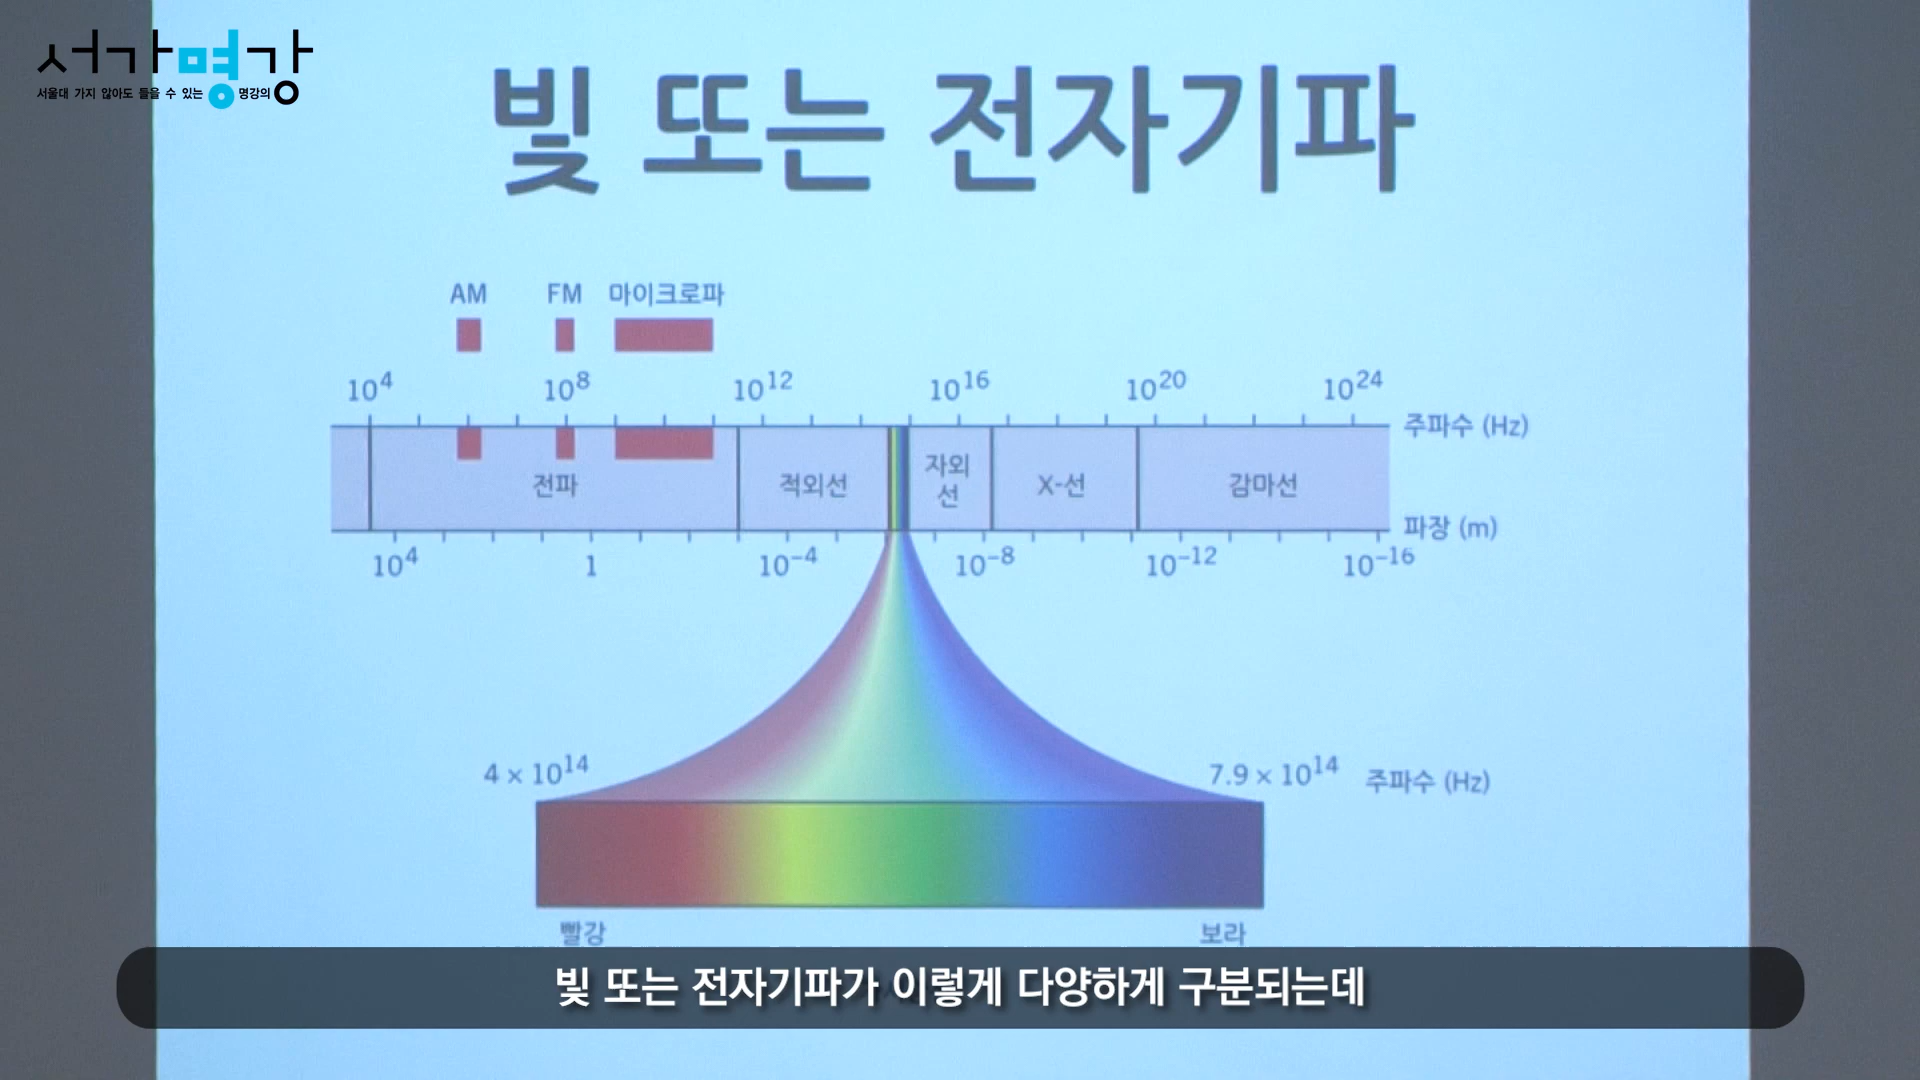 서가명강
서울대 가지 않아도 들을 수 있는 명강의
빛 또는 전자기파
AM FM 마이크로파
10⁴ 10⁸ 10¹² 10¹⁶ 10²⁰ 10²⁴
주파수 (Hz)
전파 적외선 자외선 X-선 감마선
파장 (m)
10⁴ 1 10⁻⁴ 10⁻⁸ 10⁻¹² 10⁻¹⁶
4 × 10¹⁴ 7.9 × 10¹⁴ 주파수 (Hz)
빨강 보라
빛 또는 전자기파가 이렇게 다양하게 구분되는데